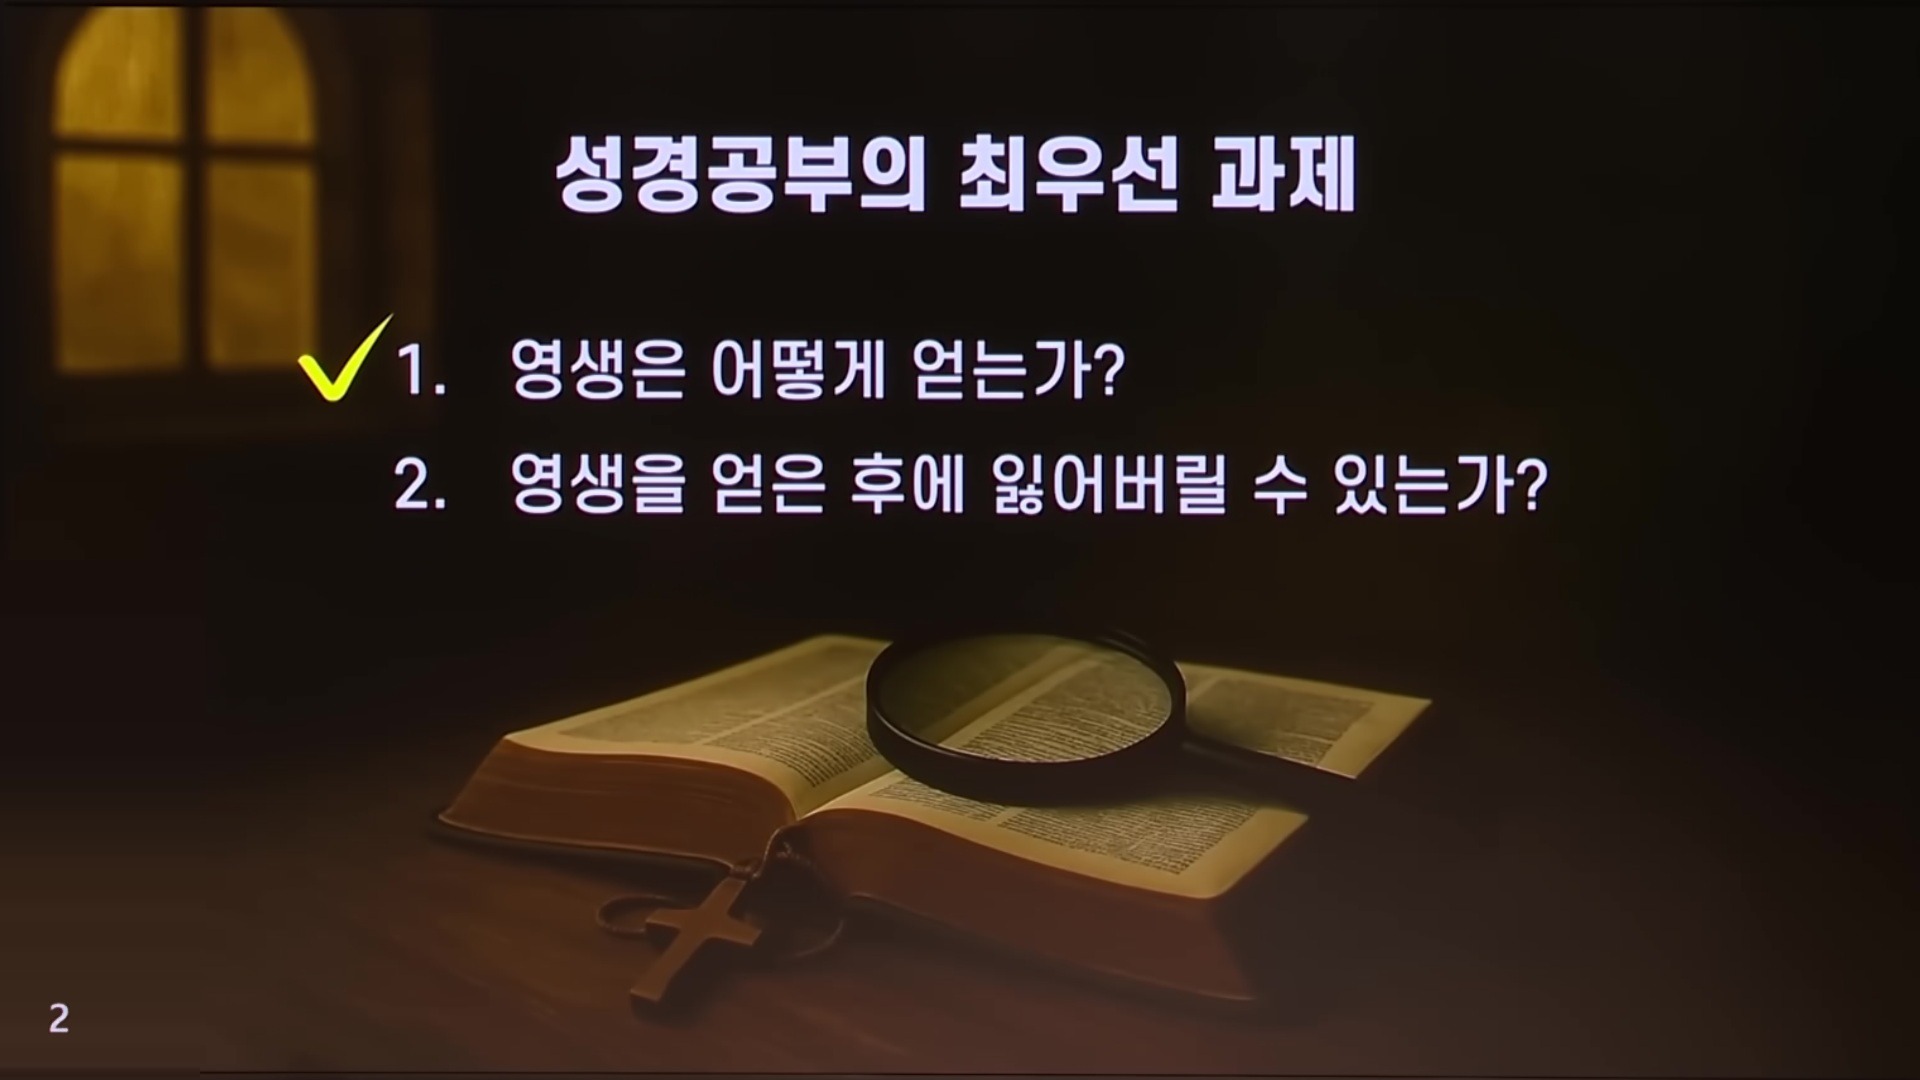 성경공부의 최우선 과제
1. 영생은 어떻게 얻는가?
2. 영생을 얻은 후에 잃어버릴 수 있는가?
2